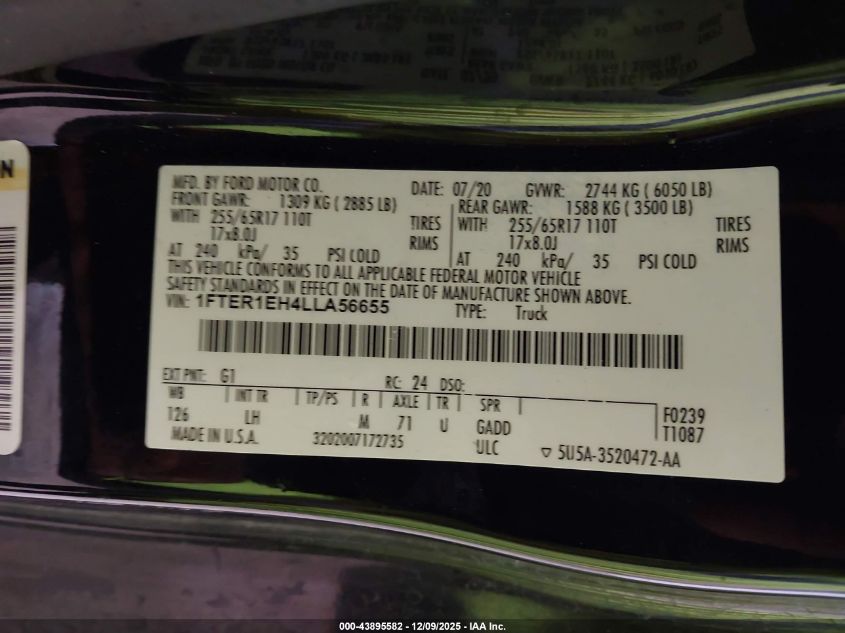 MFD. BY FORD MOTOR CO. DATE: 07/20 GVWR: 2744 KG ( 6050 LB)
FRONT GAWR: 1309 KG ( 2885 LB) REAR GAWR: 1588 KG ( 3500 LB)
WITH 255/65R17 110T TIRES WITH 255/65R17 110T TIRES
17x8.0J RIMS 17x8.0J RIMS
AT 240 kPa/ 35 PSI COLD AT 240 kPa/ 35 PSI COLD
THIS VEHICLE CONFORMS TO ALL APPLICABLE FEDERAL MOTOR VEHICLE
SAFETY STANDARDS IN EFFECT ON THE DATE OF MANUFACTURE SHOWN ABOVE.
VIN: 1FTER1EH4LLA56655 TYPE: Truck
EXT PNT: G1 RC: 24 DSO:
WB INT TR TP/PS R AXLE TR SPR F0239
126 LH M 71 U GADD T1087
MADE IN U.S.A. 3202007172735 ULC ▽ 5U5A-3520472-AA
N
000-43895582 - 12/09/2025 - IAA Inc.